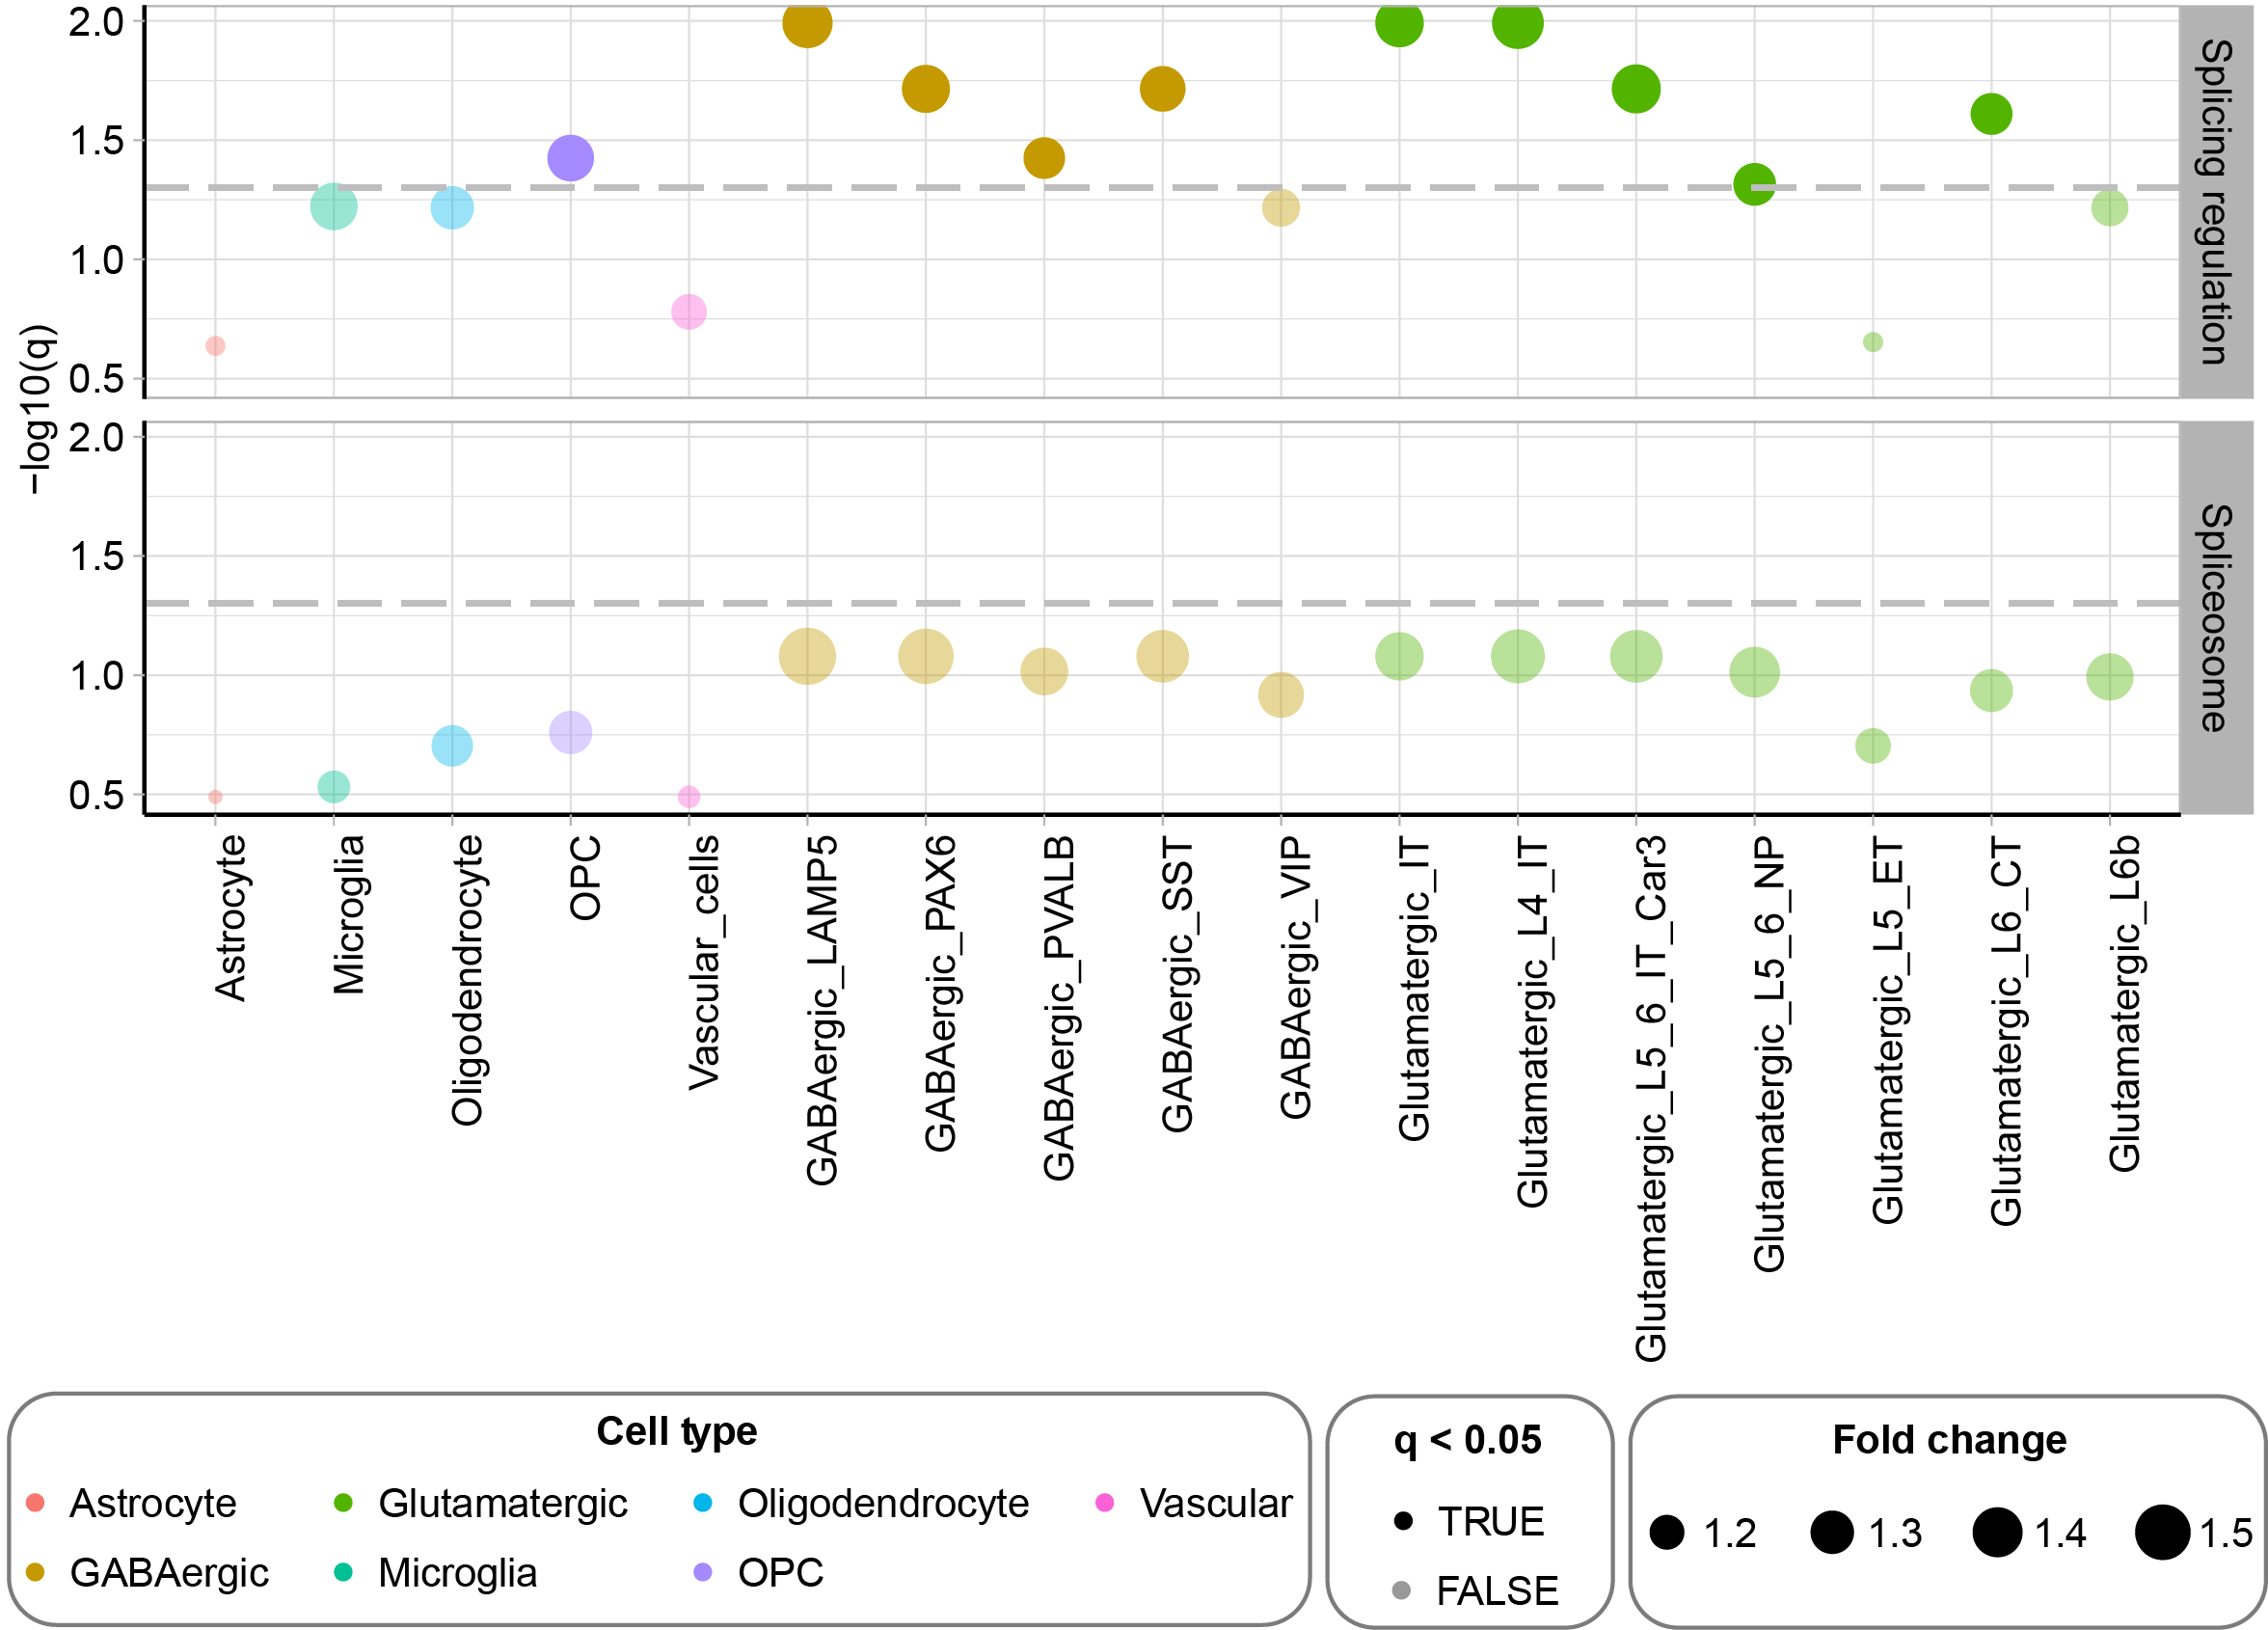 −log10(q)
2.0
1.5
1.0
0.5
Splicing regulation
2.0
1.5
1.0
0.5
Spliceosome
Astrocyte
Microglia
Oligodendrocyte
OPC
Vascular_cells
GABAergic_LAMP5
GABAergic_PAX6
GABAergic_PVALB
GABAergic_SST
GABAergic_VIP
Glutamatergic_IT
Glutamatergic_L4_IT
Glutamatergic_L5_6_IT_Car3
Glutamatergic_L5_6_NP
Glutamatergic_L5_ET
Glutamatergic_L6_CT
Glutamatergic_L6b
Cell type
Astrocyte
Glutamatergic
Oligodendrocyte
Vascular
GABAergic
Microglia
OPC
q < 0.05
TRUE
FALSE
Fold change
1.2
1.3
1.4
1.5